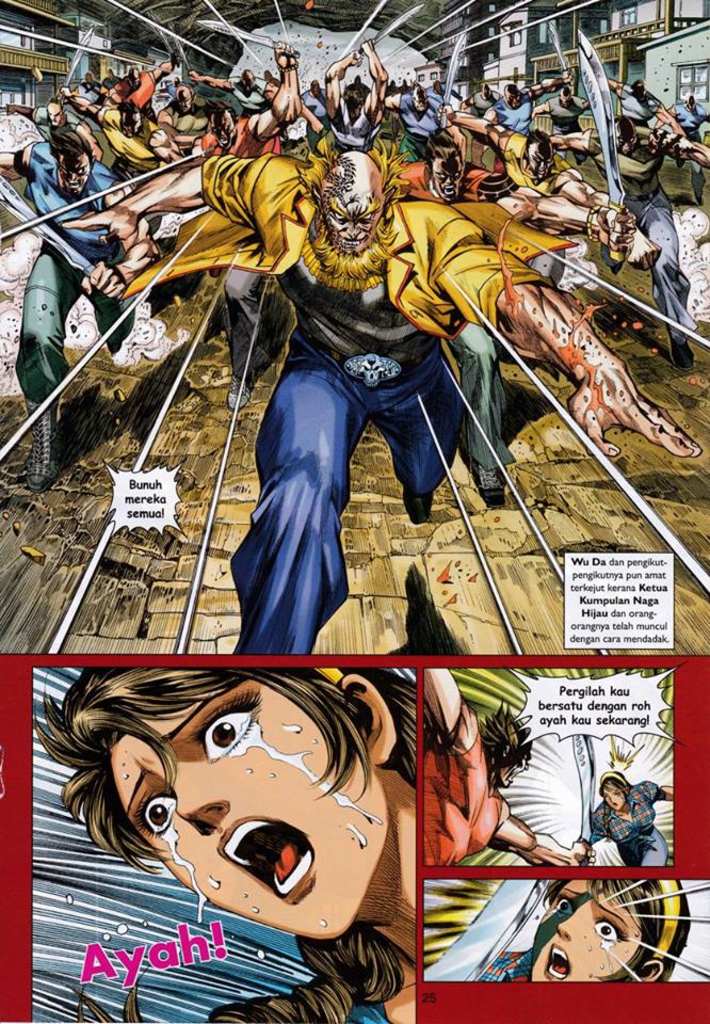 Bunuh
mereka
semua!
Wu Da dan pengikut-
pengikutnya pun amat
terkejut kerana Ketua
Kumpulan Naga
Hijau dan orang-
orangnya telah muncul
dengan cara mendadak.
Pergilah kau
bersatu dengan roh
ayah kau sekarang!
Ayah!
25